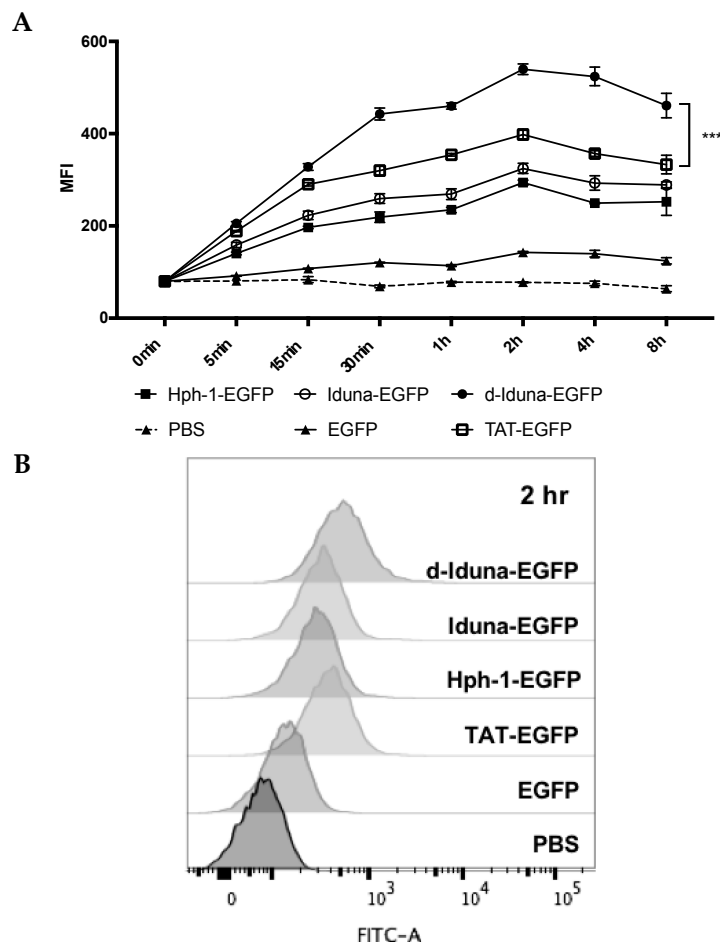 A
600
400
200
0
MFI
***
0min 5min 15min 30min 1h 2h 4h 8h
Hph-1-EGFP Iduna-EGFP d-Iduna-EGFP
PBS EGFP TAT-EGFP
B
2 hr
d-Iduna-EGFP
Iduna-EGFP
Hph-1-EGFP
TAT-EGFP
EGFP
PBS
0 10³ 10⁴ 10⁵
FITC-A